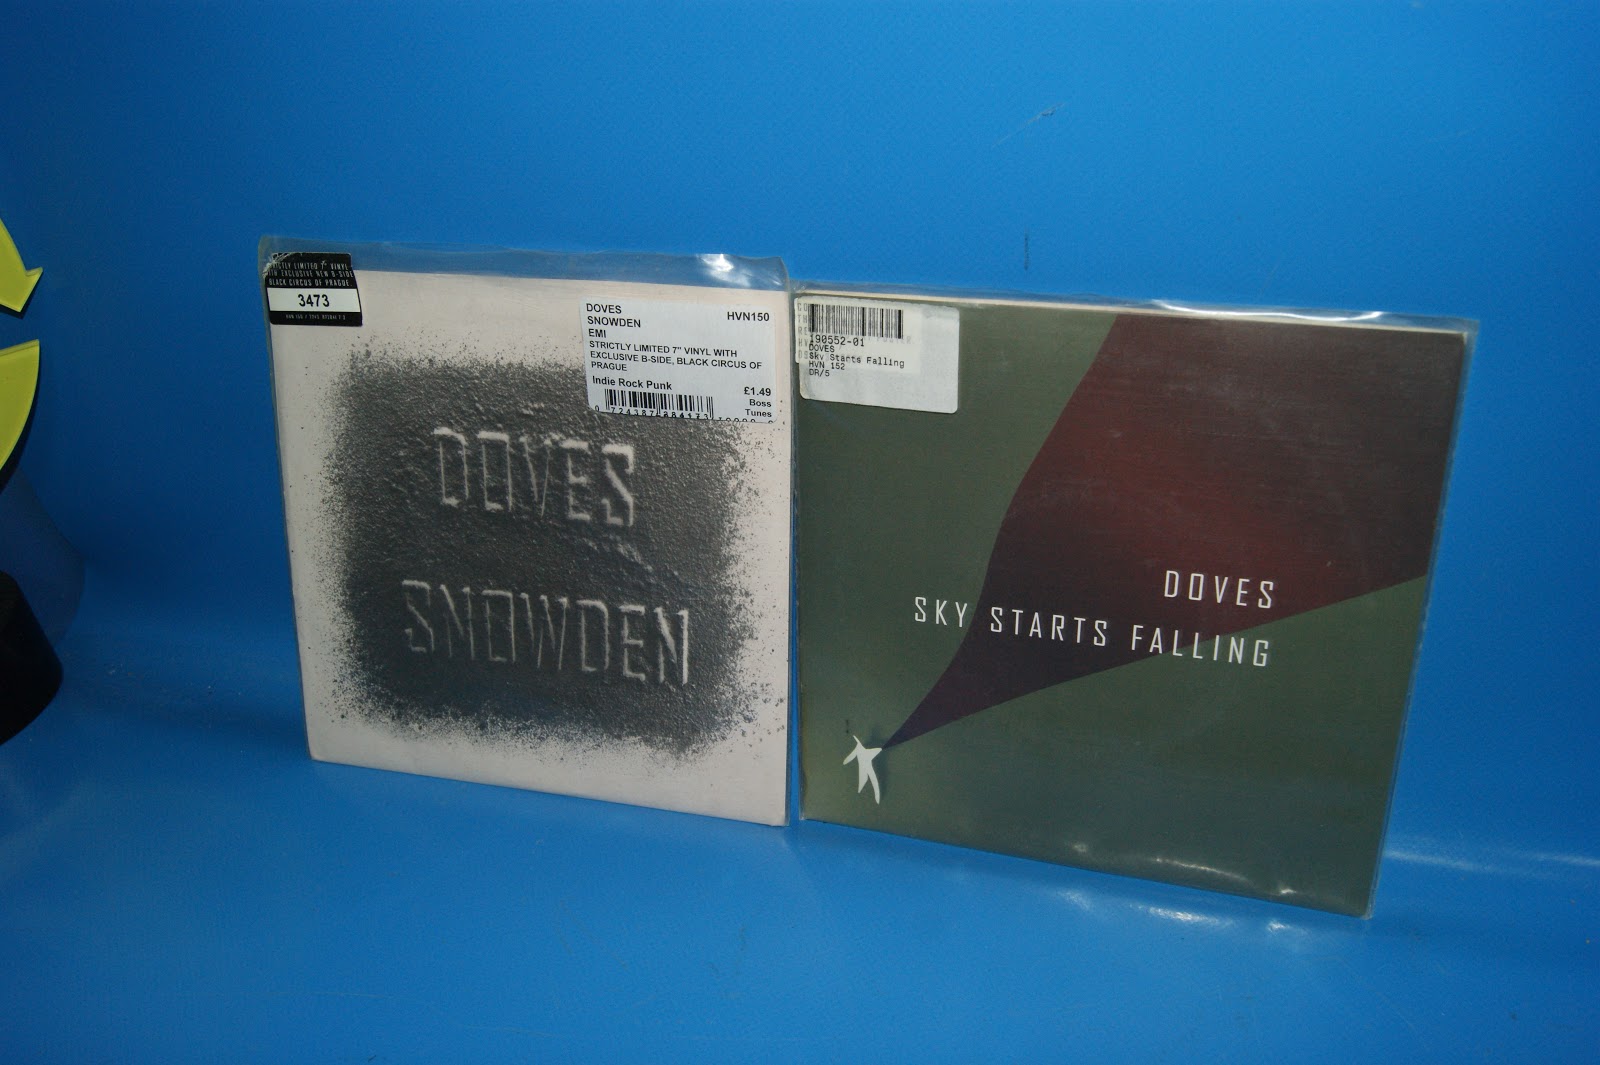 STRICTLY LIMITED 7" VINYL
WITH EXCLUSIVE NEW B-SIDE
BLACK CIRCUS OF PRAGUE
3473
DOVES
HVN150
SNOWDEN
EMI
STRICTLY LIMITED 7" VINYL WITH
EXCLUSIVE B-SIDE, BLACK CIRCUS OF
PRAGUE
Indie Rock Punk
£1.49
Boss
Tunes
DOVES
SNOWDEN
190552-01
DOVES
Sky Starts Falling
HVN 152
DR/5
DOVES
SKY STARTS FALLING